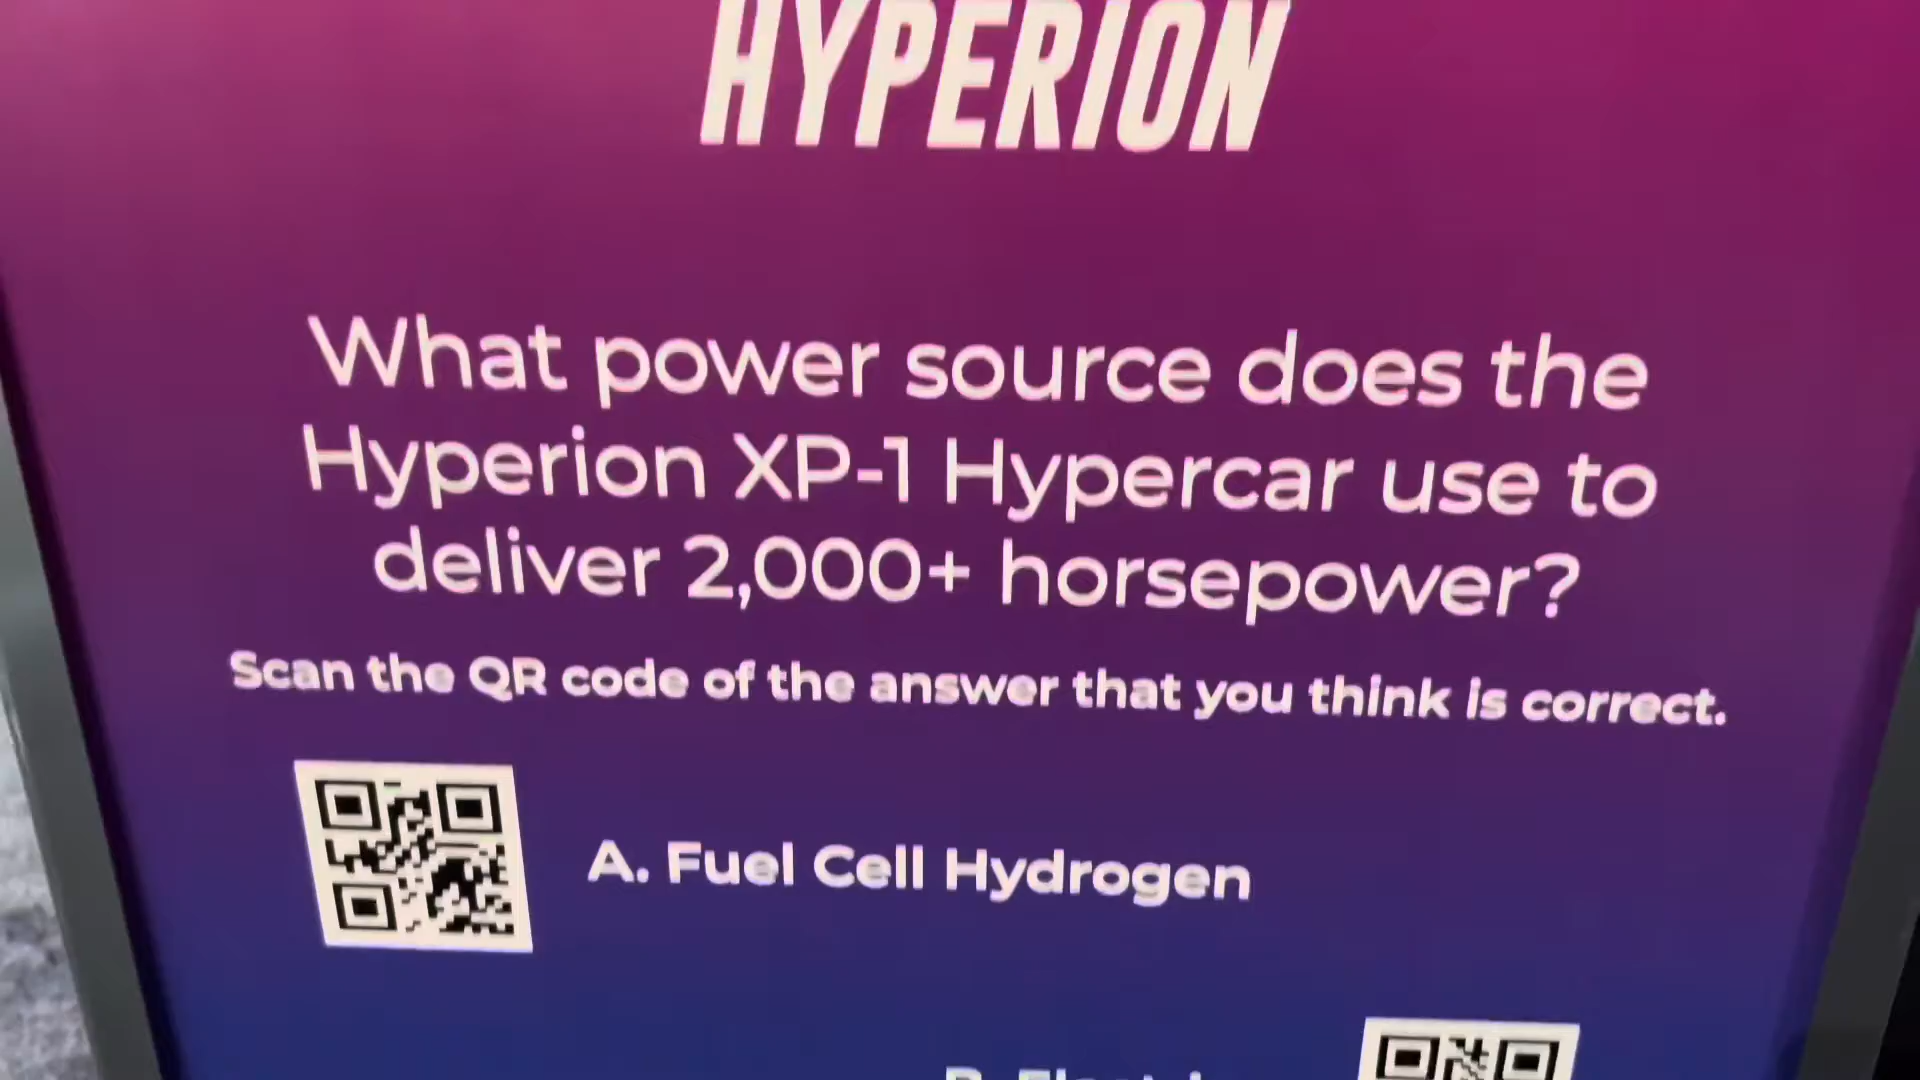 HYPERION
What power source does the
Hyperion XP-1 Hypercar use to
deliver 2,000+ horsepower?
Scan the QR code of the answer that you think is correct.
A. Fuel Cell Hydrogen